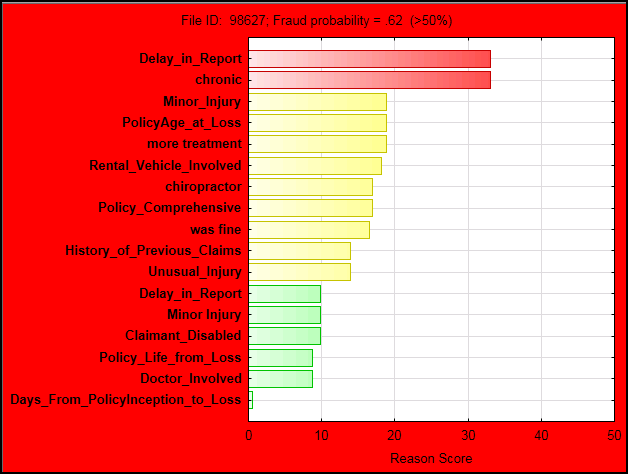 File ID:  98627; Fraud probability = .62  (>50%)
Delay_in_Report
chronic
Minor_Injury
PolicyAge_at_Loss
more treatment
Rental_Vehicle_Involved
chiropractor
Policy_Comprehensive
was fine
History_of_Previous_Claims
Unusual_Injury
Delay_in_Report
Minor Injury
Claimant_Disabled
Policy_Life_from_Loss
Doctor_Involved
Days_From_PolicyInception_to_Loss
0 10 20 30 40 50
Reason Score